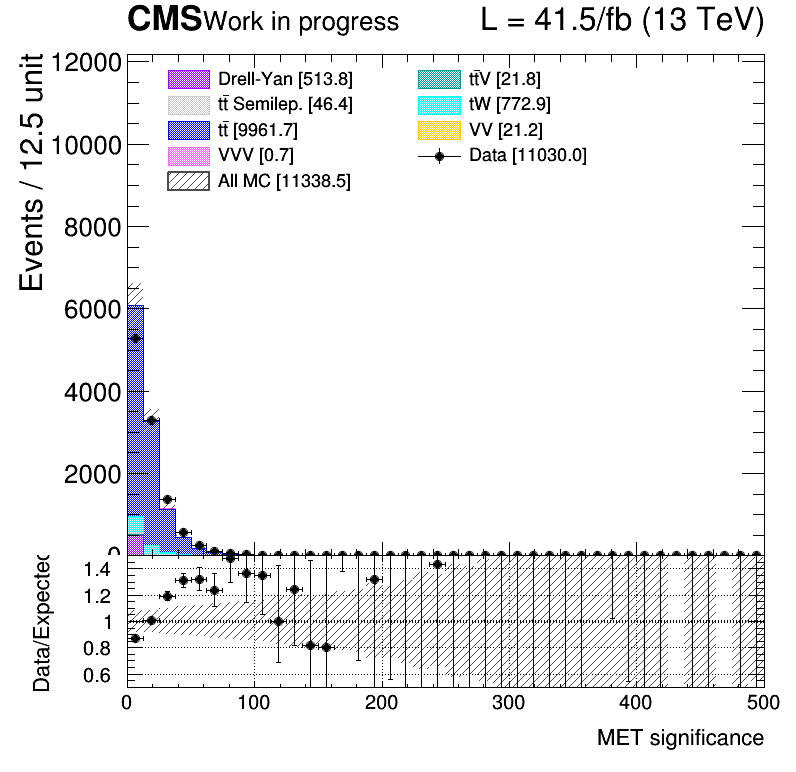 CMS Work in progress L = 41.5/fb (13 TeV)
Events / 12.5 unit
12000
10000
8000
6000
4000
2000
0
Drell-Yan [513.8]
tt̄ Semilep. [46.4]
tt̄ [9961.7]
VVV [0.7]
All MC [11338.5]
tt̄V [21.8]
tW [772.9]
VV [21.2]
Data [11030.0]
Data/Expected
1.4
1.2
1
0.8
0.6
0 100 200 300 400 500
MET significance